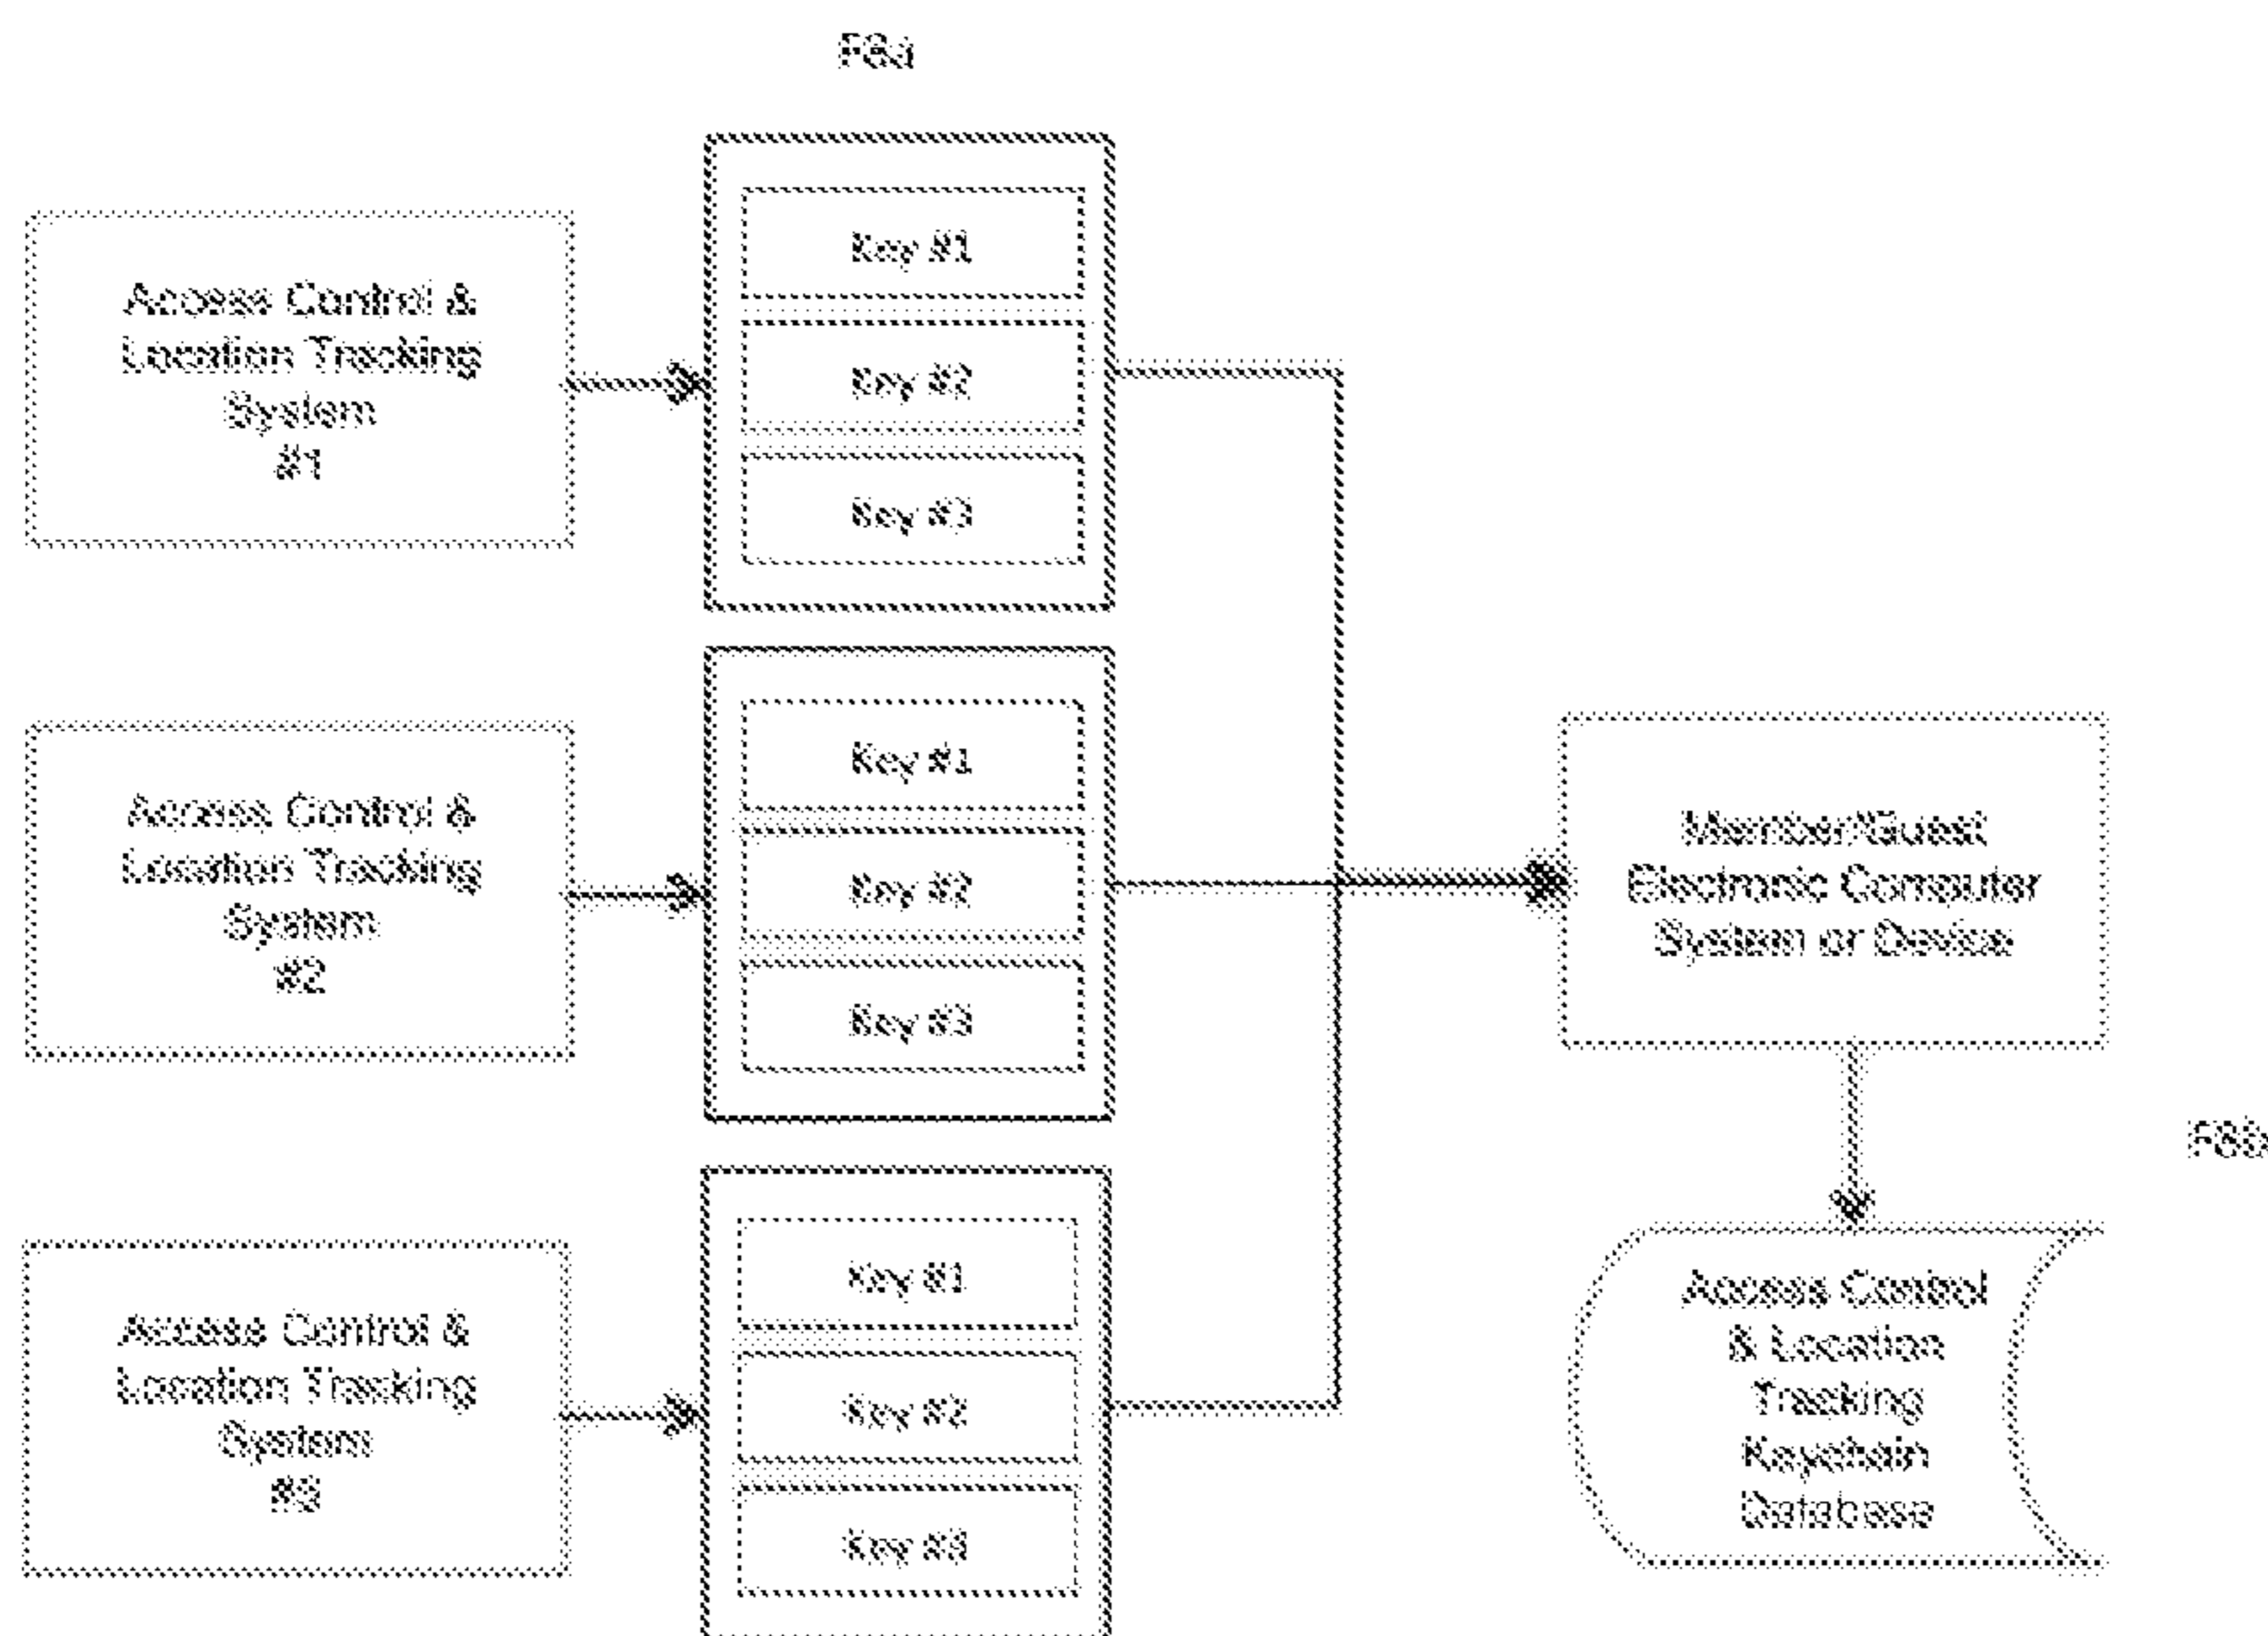 F6a
Access Control &
Location Tracking
System
#1
Key #1
Key #2
Key #3
Access Control &
Location Tracking
System
#2
Key #1
Key #2
Key #3
Member/Guest
Electronic Computer
System or Device
F6b
Access Control &
Location Tracking
System
#3
Key #1
Key #2
Key #3
Access Control
& Location
Tracking
Keychain
Database